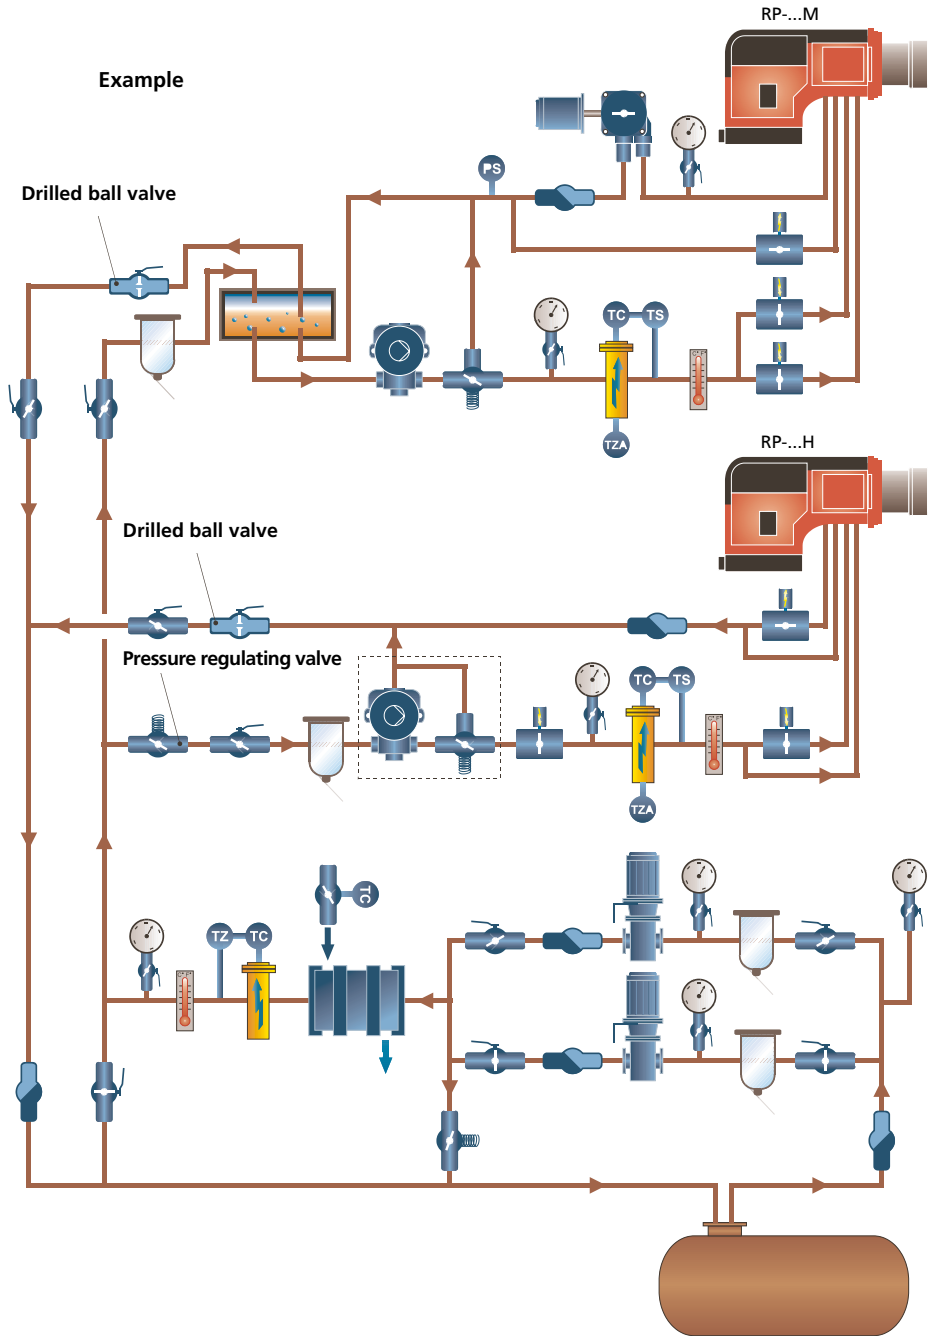 RP-...M
Example
PS
Drilled ball valve
TC TS
TZA
RP-...H
Drilled ball valve
Pressure regulating valve
TC TS
TZA
TC
TZ TC